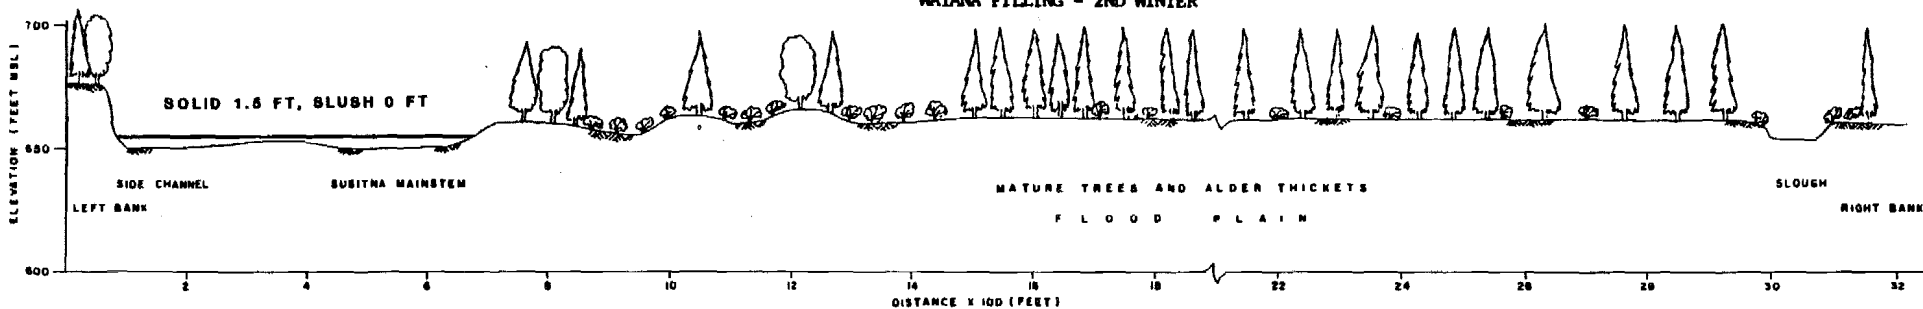 WATANA FILLING - 2ND WINTER
ELEVATION (FEET MSL)
700
650
600
SOLID 1.5 FT, SLUSH 0 FT
SIDE CHANNEL
SUSITNA MAINSTEM
LEFT BANK
MATURE TREES AND ALDER THICKETS
FLOOD PLAIN
SLOUGH
RIGHT BANK
2 4 6 8 10 12 14 16 18 22 24 26 28 30 32
DISTANCE X 100 (FEET)